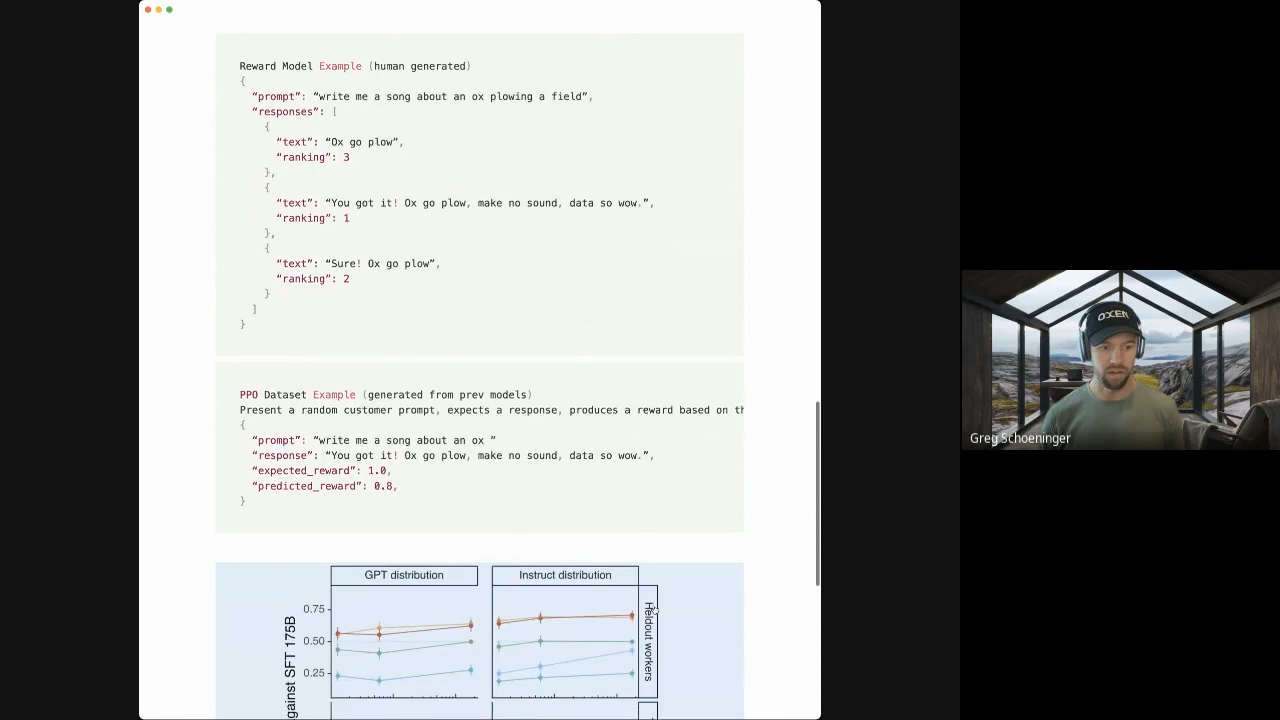 Reward Model Example (human generated)
{
“prompt”: “write me a song about an ox plowing a field”,
“responses”: [
{
“text”: “Ox go plow”,
“ranking”: 3
},
{
“text”: “You got it! Ox go plow, make no sound, data so wow.”,
“ranking”: 1
},
{
“text”: “Sure! Ox go plow”,
“ranking”: 2
}
]
}
PPO Dataset Example (generated from prev models)
Present a random customer prompt, expects a response, produces a reward based on th
{
“prompt”: “write me a song about an ox ”
“response”: “You got it! Ox go plow, make no sound, data so wow.”,
“expected_reward”: 1.0,
“predicted_reward”: 0.8,
}
GPT distribution
Instruct distribution
0.75
0.50
0.25
against SFT 175B
Heldout workers
OXEN
Greg Schoeninger